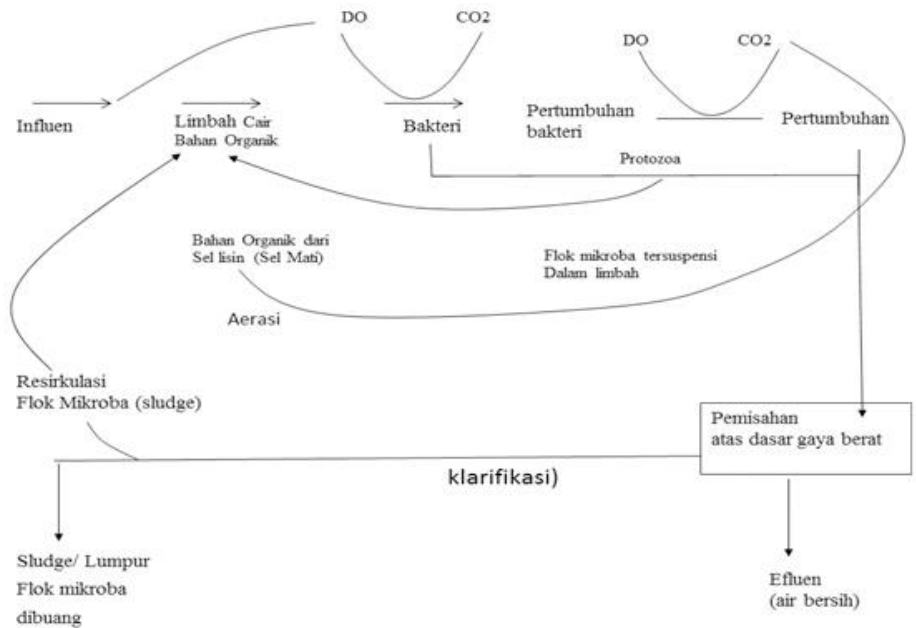 DO
CO2
DO
CO2
Influen
Limbah Cair
Bahan Organik
Bakteri
Pertumbuhan
bakteri
Pertumbuhan
Protozoa
Bahan Organik dari
Sel lisin (Sel Mati)
Flok mikroba tersuspensi
Dalam limbah
Aerasi
Resirkulasi
Flok Mikroba (sludge)
Pemisahan
atas dasar gaya berat
klarifikasi)
Sludge/ Lumpur
Flok mikroba
dibuang
Efluen
(air bersih)